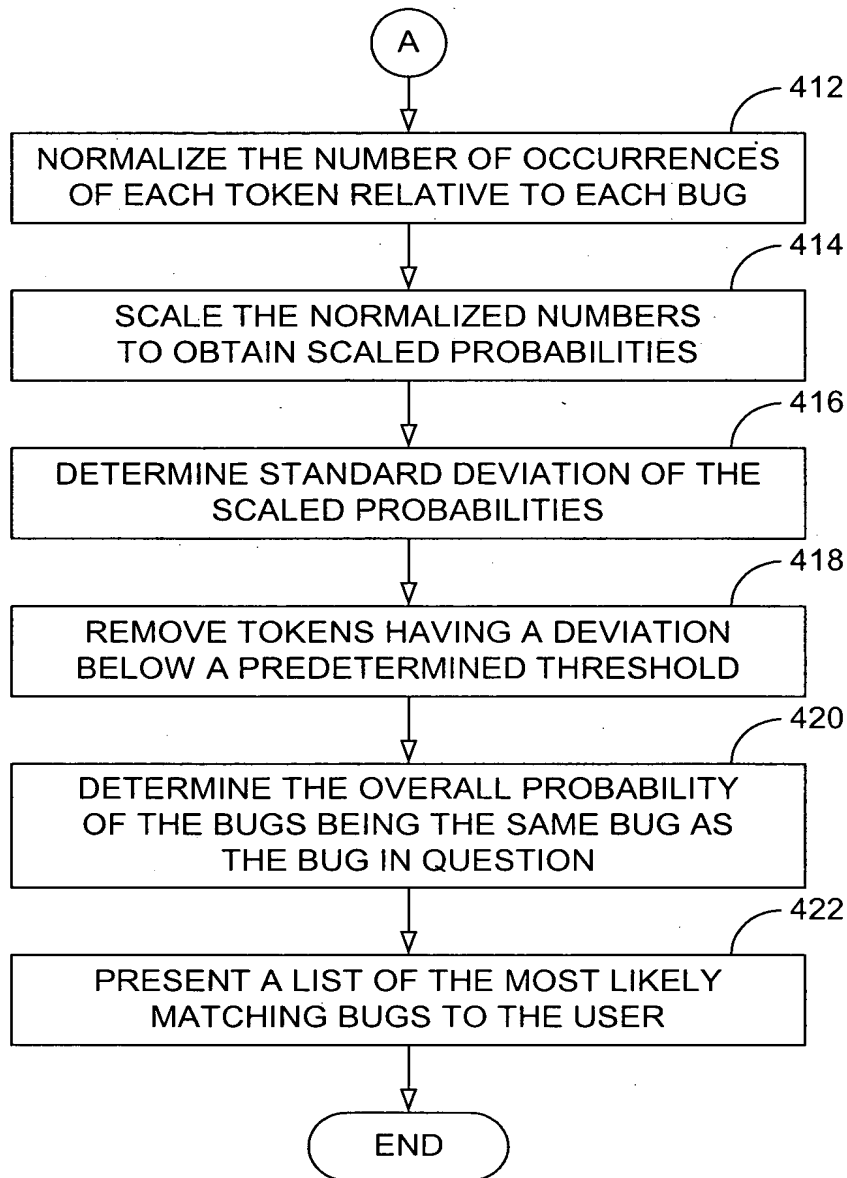 A
412
NORMALIZE THE NUMBER OF OCCURRENCES
OF EACH TOKEN RELATIVE TO EACH BUG
414
SCALE THE NORMALIZED NUMBERS
TO OBTAIN SCALED PROBABILITIES
416
DETERMINE STANDARD DEVIATION OF THE
SCALED PROBABILITIES
418
REMOVE TOKENS HAVING A DEVIATION
BELOW A PREDETERMINED THRESHOLD
420
DETERMINE THE OVERALL PROBABILITY
OF THE BUGS BEING THE SAME BUG AS
THE BUG IN QUESTION
422
PRESENT A LIST OF THE MOST LIKELY
MATCHING BUGS TO THE USER
END